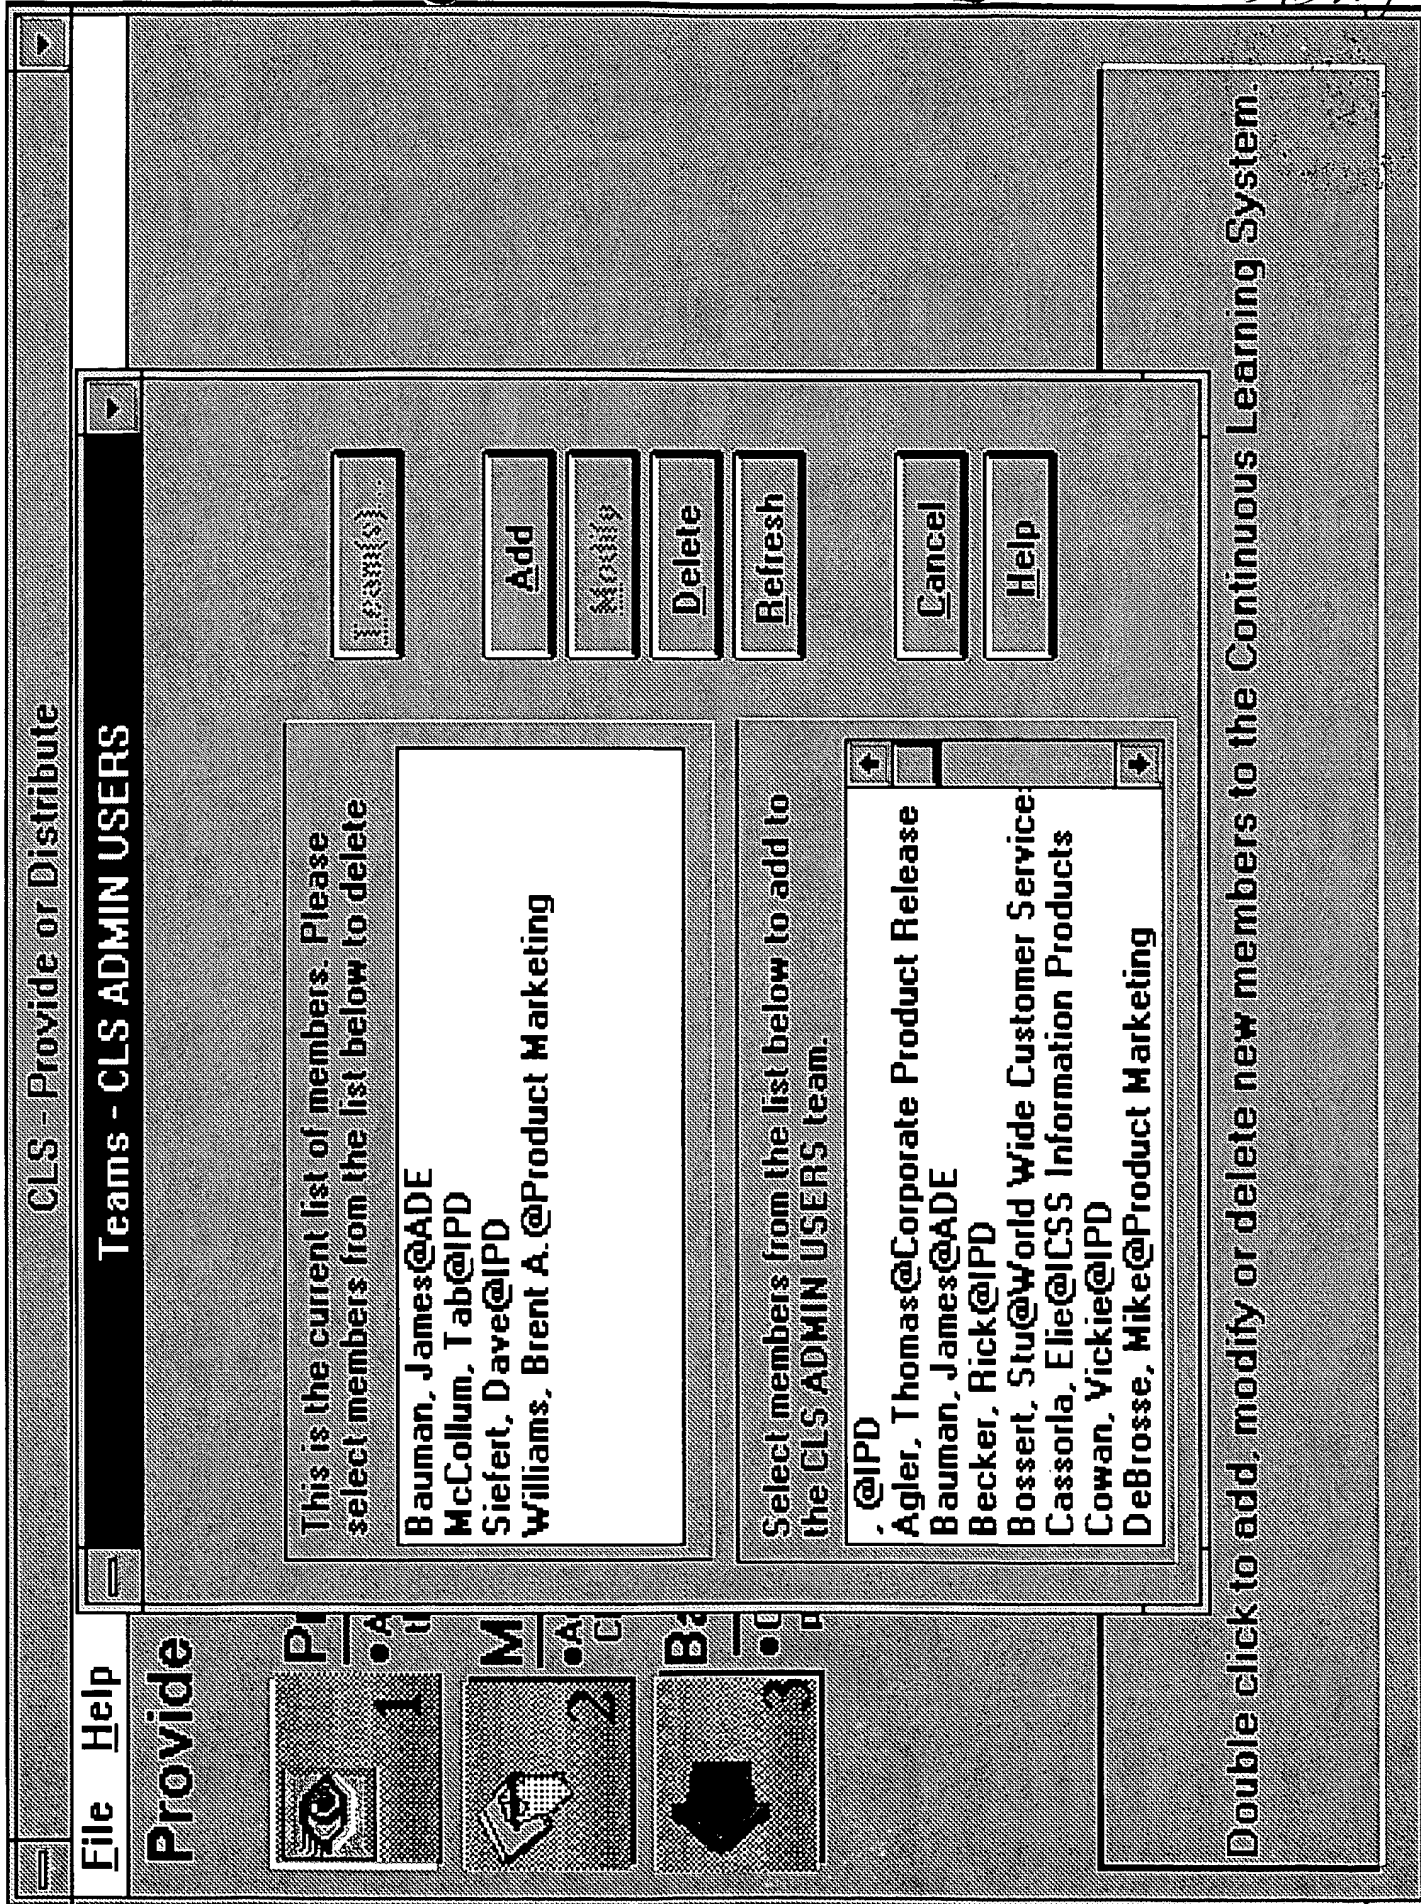 CLS - Provide or Distribute
File Help
Teams - CLS ADMIN USERS
Provide
1
2
3
This is the current list of members. Please
select members from the list below to delete
Bauman, James@ADE
McCollum, Tab@IPD
Siefert, Dave@IPD
Williams, Brent A.@Product Marketing
Select members from the list below to add to
the CLS ADMIN USERS team.
, @IPD
Agler, Thomas@Corporate Product Release
Bauman, James@ADE
Becker, Rick@IPD
Bossert, Stu@World Wide Customer Service
Cassorla, Elie@ICSS Information Products
Cowan, Vickie@IPD
DeBrosse, Mike@Product Marketing
Team(s)...
Add
Modify
Delete
Refresh
Cancel
Help
Double click to add, modify or delete new members to the Continuous Learning System.